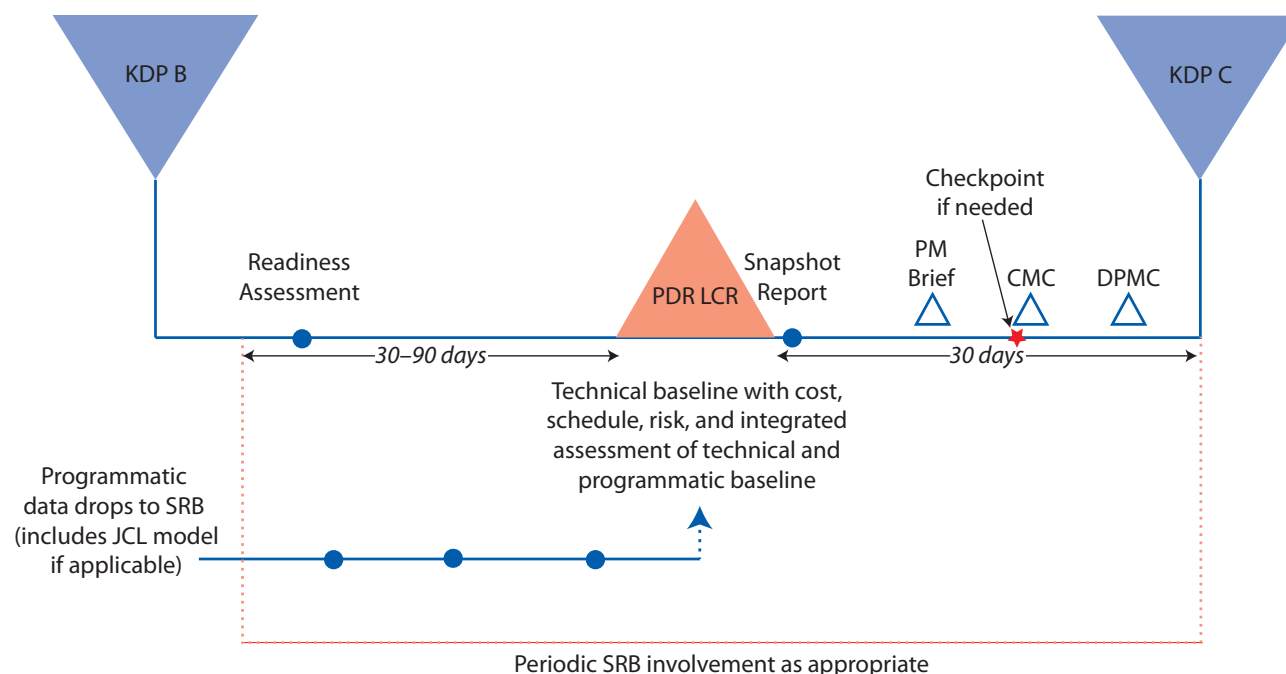 KDP B
KDP C
Checkpoint
if needed
Readiness
Assessment
PDR LCR
Snapshot
Report
PM
Brief
CMC
DPMC
30–90 days
30 days
Technical baseline with cost,
schedule, risk, and integrated
assessment of technical and
programmatic baseline
Programmatic
data drops to SRB
(includes JCL model
if applicable)
Periodic SRB involvement as appropriate